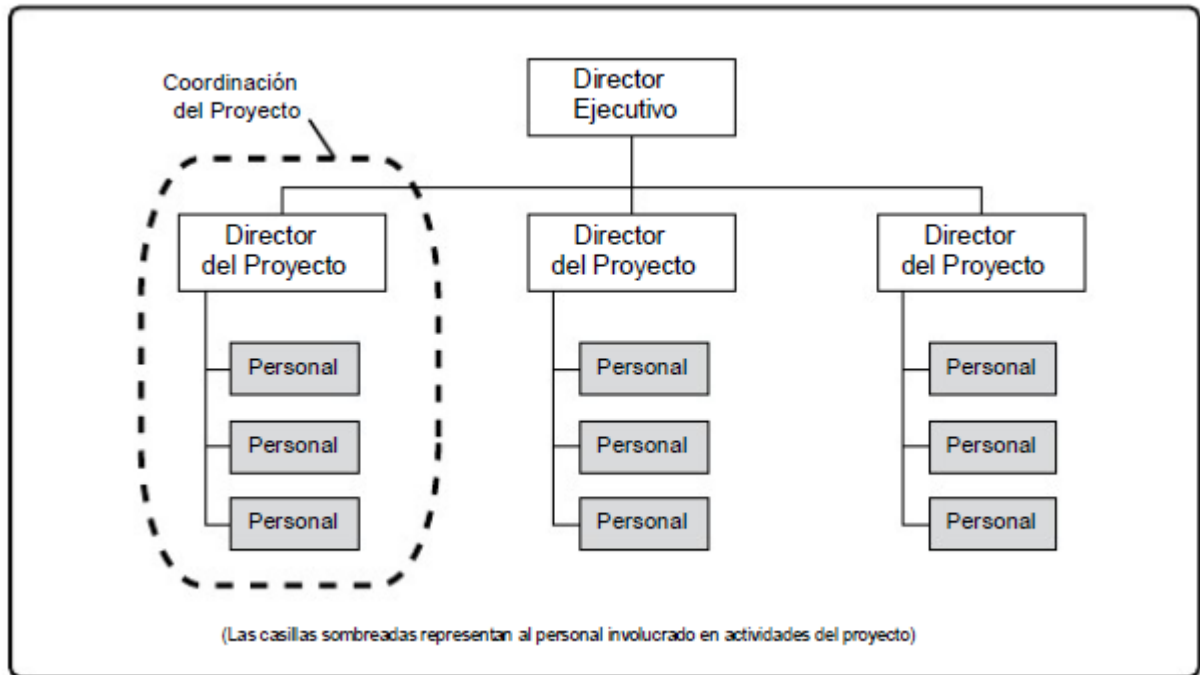 Coordinación
del Proyecto
Director
Ejecutivo
Director
del Proyecto
Director
del Proyecto
Director
del Proyecto
Personal
Personal
Personal
Personal
Personal
Personal
Personal
Personal
Personal
(Las casillas sombreadas representan al personal involucrado en actividades del proyecto)